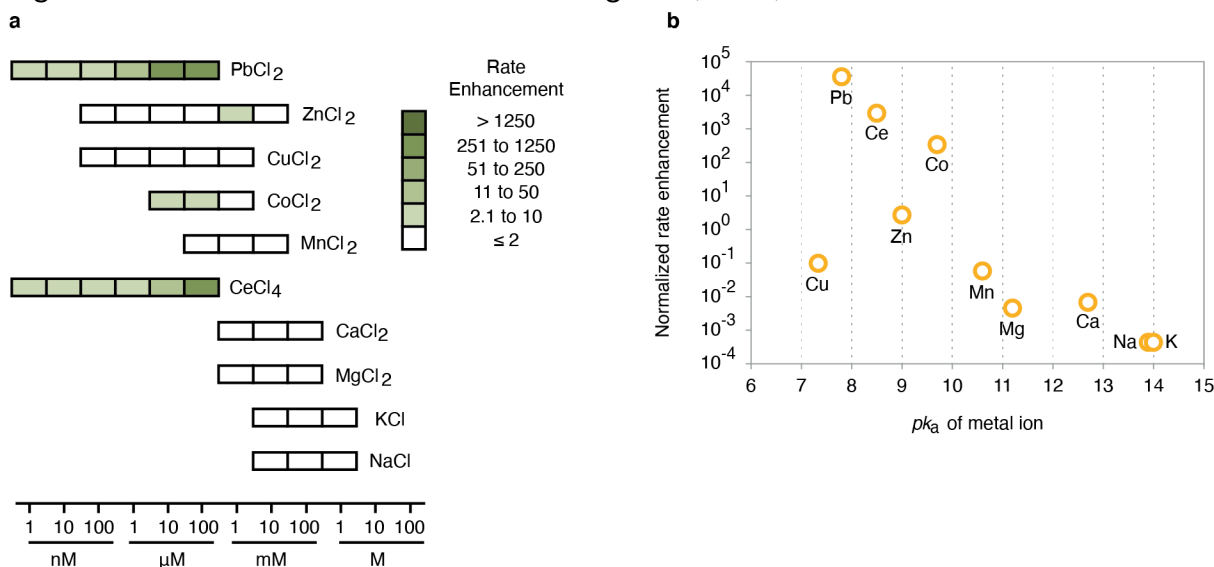 a
PbCl2
ZnCl2
CuCl2
CoCl2
MnCl2
CeCl4
CaCl2
MgCl2
KCl
NaCl
1 10 100 1 10 100 1 10 100 1 10 100
nM µM mM M
Rate
Enhancement
> 1250
251 to 1250
51 to 250
11 to 50
2.1 to 10
≤ 2
b
Normalized rate enhancement
10^5
10^4
10^3
10^2
10^1
10^0
10^-1
10^-2
10^-3
10^-4
Pb
Ce
Co
Zn
Cu
Mn
Mg
Ca
Na K
6 7 8 9 10 11 12 13 14 15
pka of metal ion